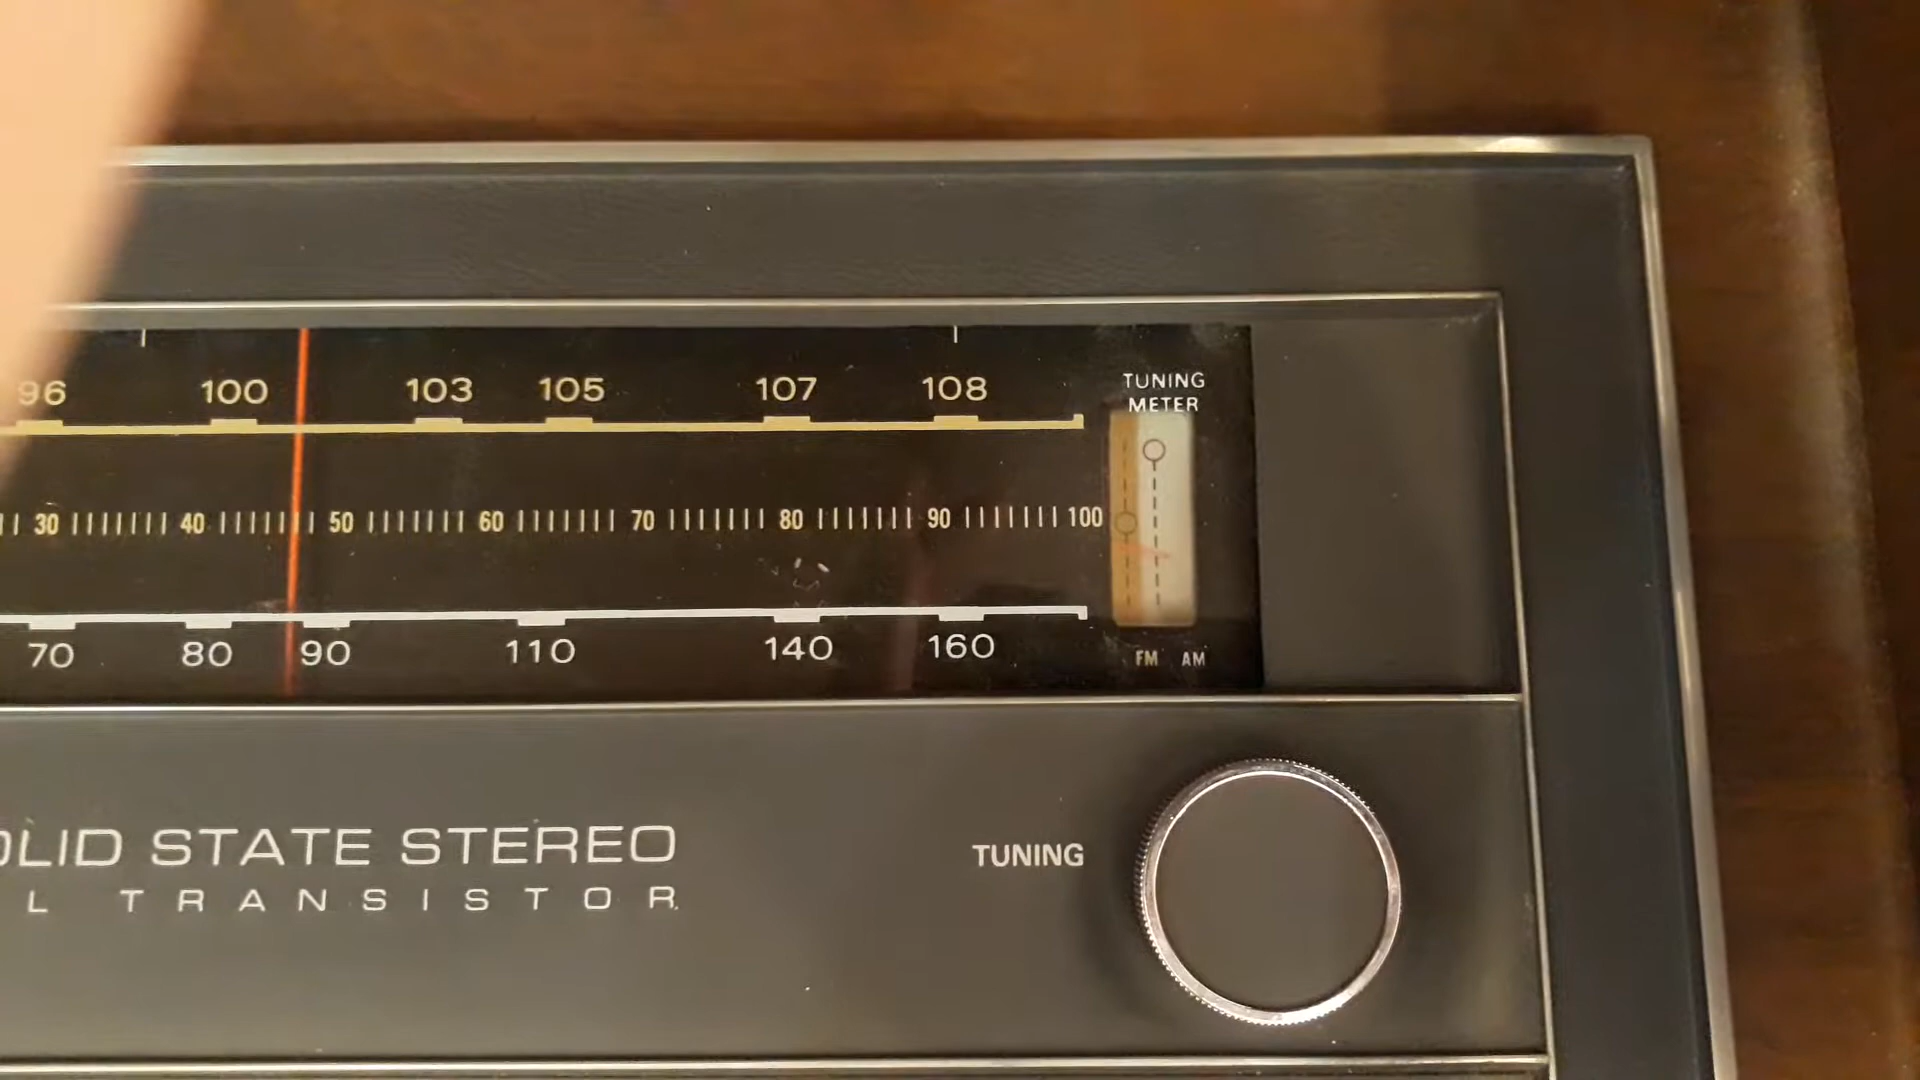 96 100 103 105 107 108
TUNING
METER
30 40 50 60 70 80 90 100
70 80 90 110 140 160
FM AM
OLID STATE STEREO
L TRANSISTOR
TUNING